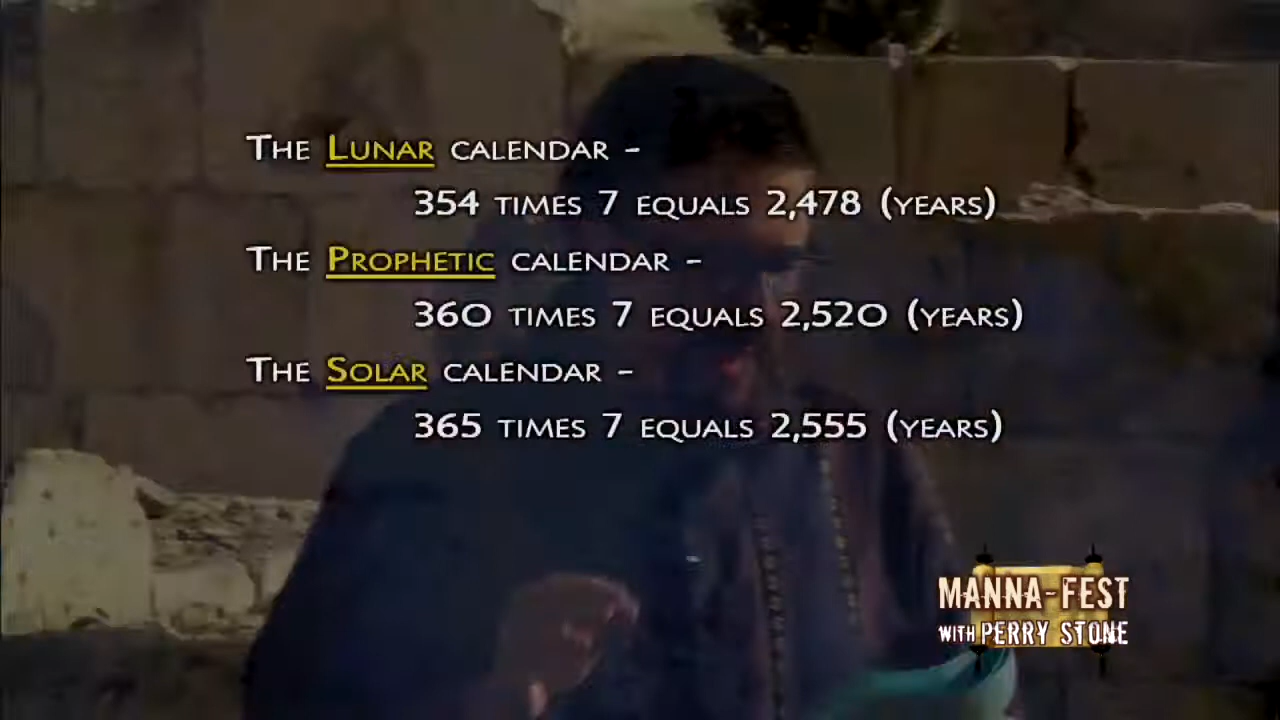 The Lunar calendar –
354 times 7 equals 2,478 (years)
The Prophetic calendar –
360 times 7 equals 2,520 (years)
The Solar calendar –
365 times 7 equals 2,555 (years)
MANNA-FEST
WITH PERRY STONE